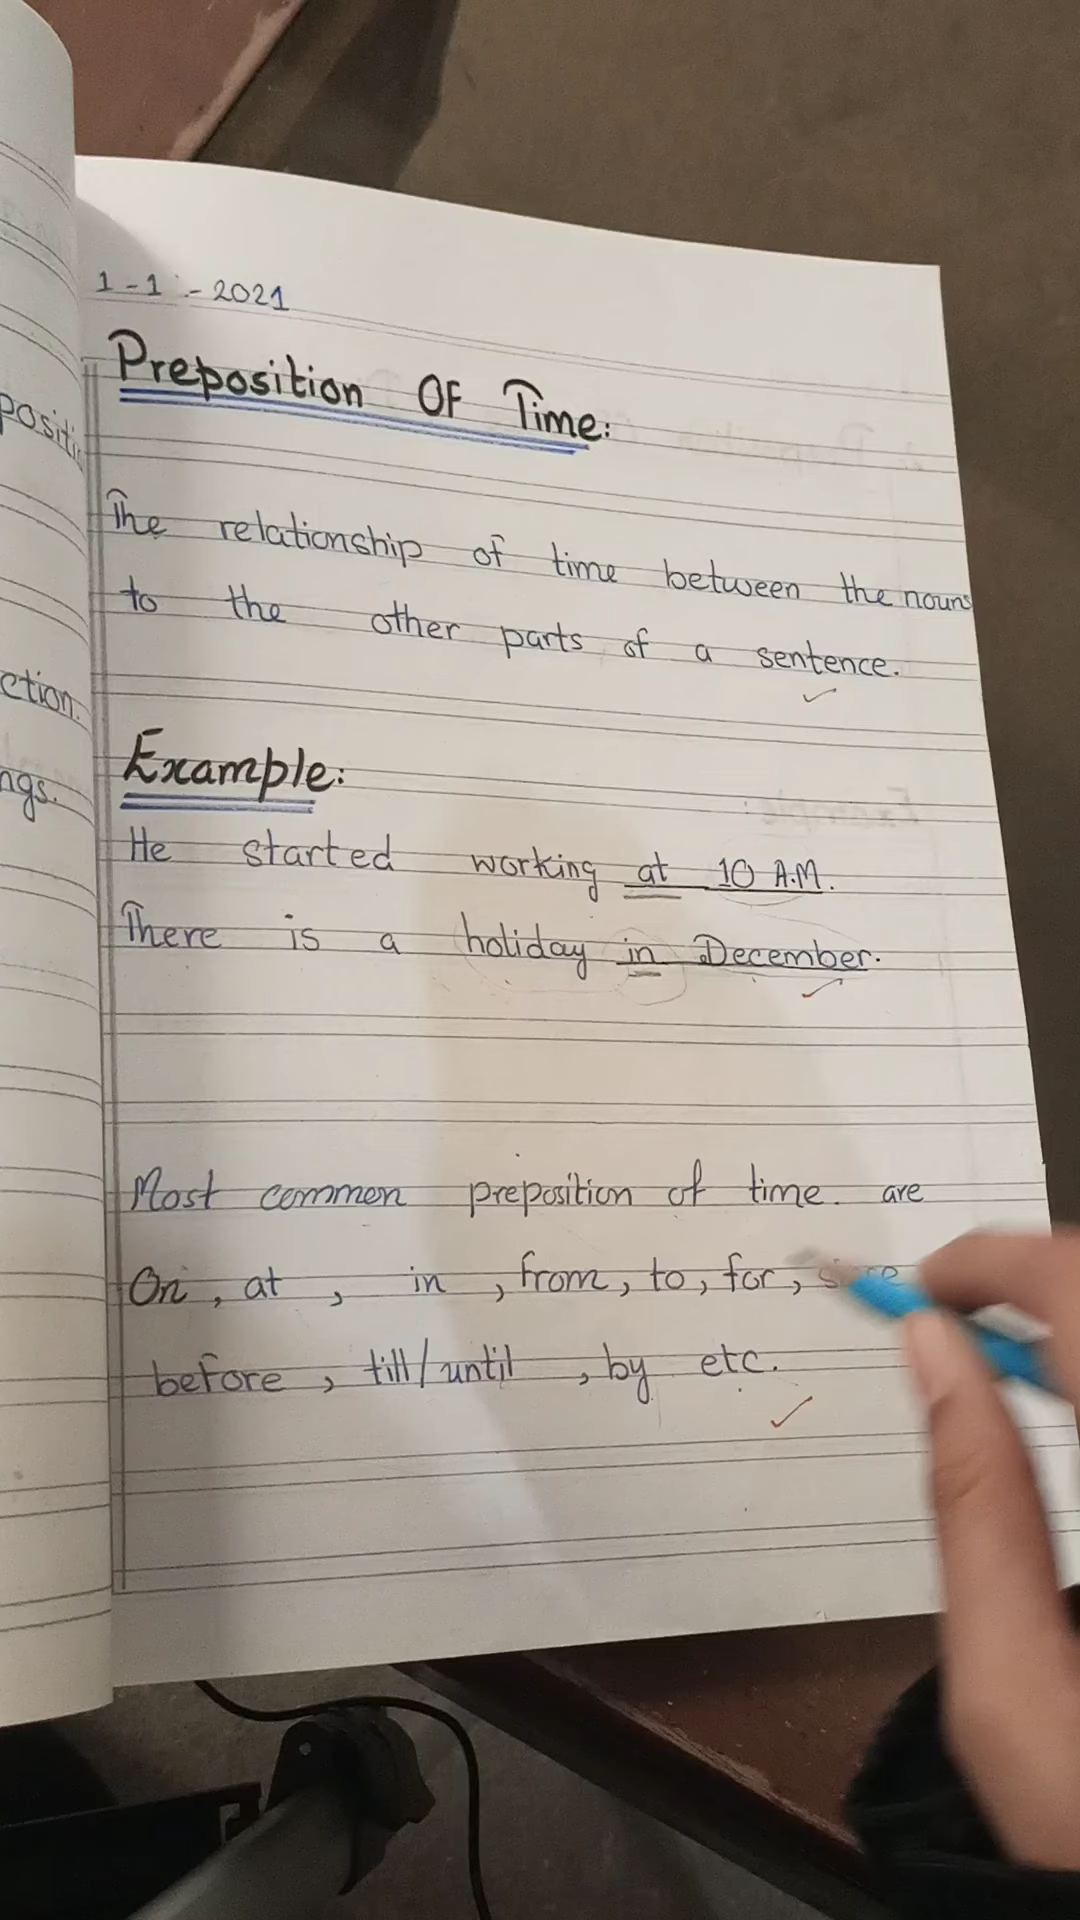 1-1-2021
Preposition Of Time:
The relationship of time between the nouns
to the other parts of a sentence.
Example:
He started working at 10 A.M.
There is a holiday in December.
Most common preposition of time are
On, at, in, from, to, for,
before, till/until, by etc.
ction.
ngs.